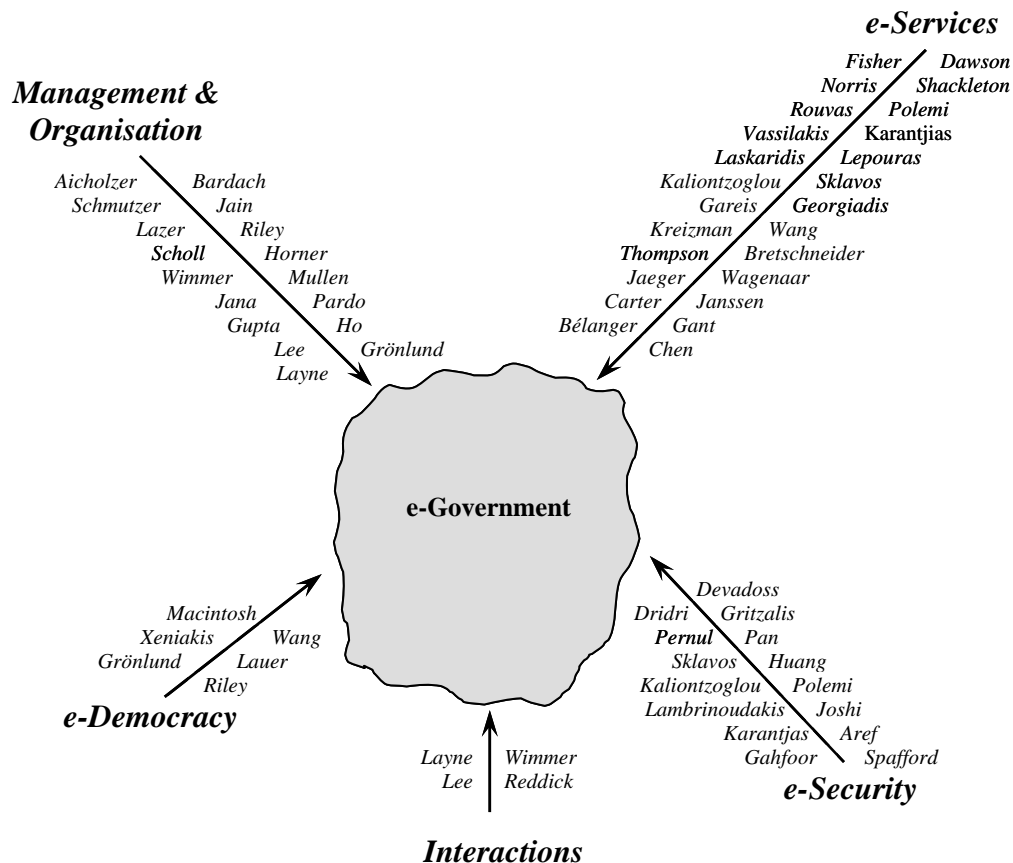 e-Services
Fisher Dawson
Norris Shackleton
Rouvas Polemi
Vassilakis Karantjias
Laskaridis Lepouras
Kaliontzoglou Sklavos
Gareis Georgiadis
Kreizman Wang
Thompson Bretschneider
Jaeger Wagenaar
Carter Janssen
Bélanger Gant
Chen
Management &
Organisation
Aicholzer Bardach
Schmutzer Jain
Lazer Riley
Scholl Horner
Wimmer Mullen
Jana Pardo
Gupta Ho
Lee Grönlund
Layne
e-Government
Macintosh
Xeniakis Wang
Grönlund Lauer
Riley
e-Democracy
Devadoss
Dridri Gritzalis
Pernul Pan
Sklavos Huang
Kaliontzoglou Polemi
Lambrinoudakis Joshi
Karantjas Aref
Gahfoor Spafford
e-Security
Layne Wimmer
Lee Reddick
Interactions